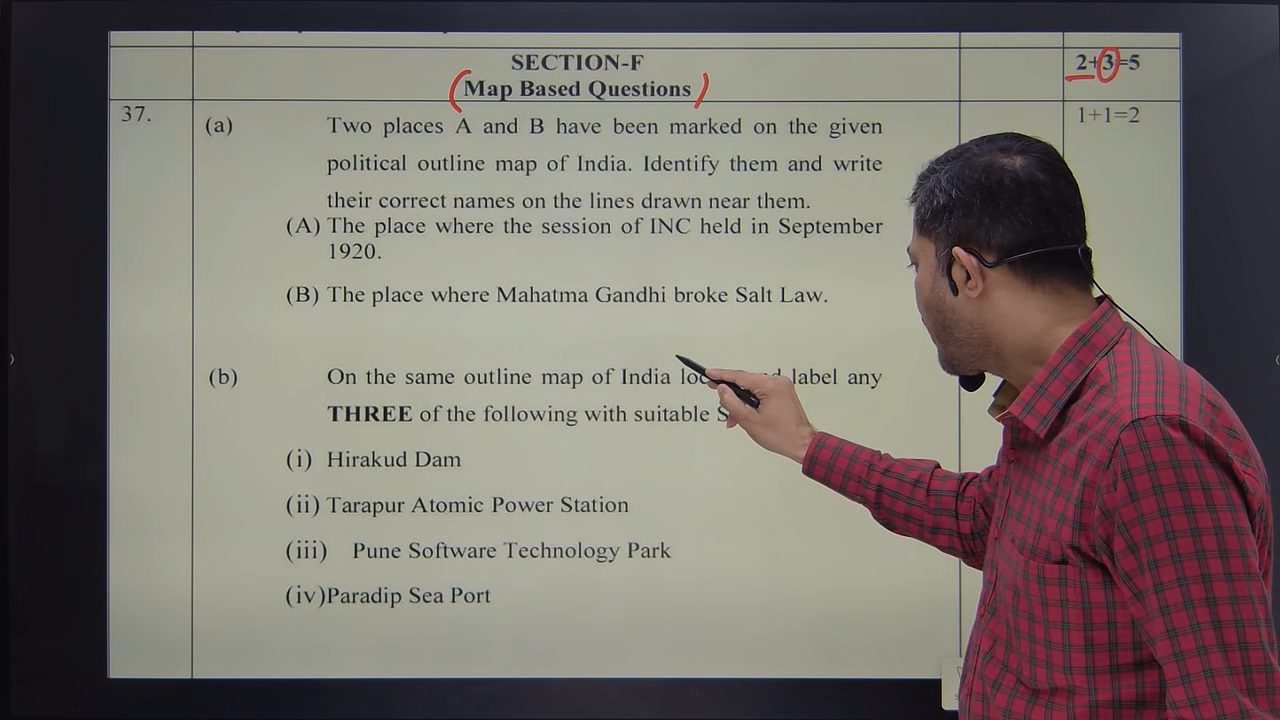 SECTION-F
2+3=5
(Map Based Questions)
37.
(a)
Two places A and B have been marked on the given
1+1=2
political outline map of India. Identify them and write
their correct names on the lines drawn near them.
(A) The place where the session of INC held in September
1920.
(B) The place where Mahatma Gandhi broke Salt Law.
(b)
On the same outline map of India label any
THREE of the following with suitable
(i) Hirakud Dam
(ii) Tarapur Atomic Power Station
(iii) Pune Software Technology Park
(iv)Paradip Sea Port